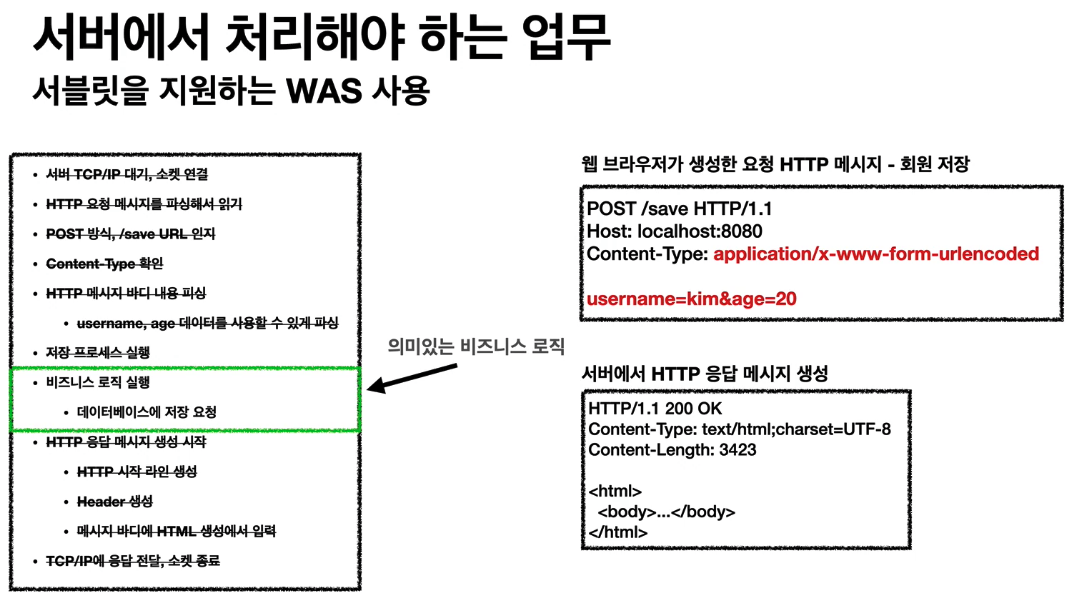 서버에서 처리해야 하는 업무
서블릿을 지원하는 WAS 사용
• 서버 TCP/IP 대기, 소켓 연결
• HTTP 요청 메시지를 파싱해서 읽기
• POST 방식, /save URL 인지
• Content-Type 확인
• HTTP 메시지 바디 내용 파싱
• username, age 데이터를 사용할 수 있게 파싱
• 저장 프로세스 실행
• 비즈니스 로직 실행
• 데이터베이스에 저장 요청
• HTTP 응답 메시지 생성 시작
• HTTP 시작 라인 생성
• Header 생성
• 메시지 바디에 HTML 생성에서 입력
• TCP/IP에 응답 전달, 소켓 종료
의미있는 비즈니스 로직
웹 브라우저가 생성한 요청 HTTP 메시지 - 회원 저장
POST /save HTTP/1.1
Host: localhost:8080
Content-Type: application/x-www-form-urlencoded
username=kim&age=20
서버에서 HTTP 응답 메시지 생성
HTTP/1.1 200 OK
Content-Type: text/html;charset=UTF-8
Content-Length: 3423
<html>
<body>...</body>
</html>